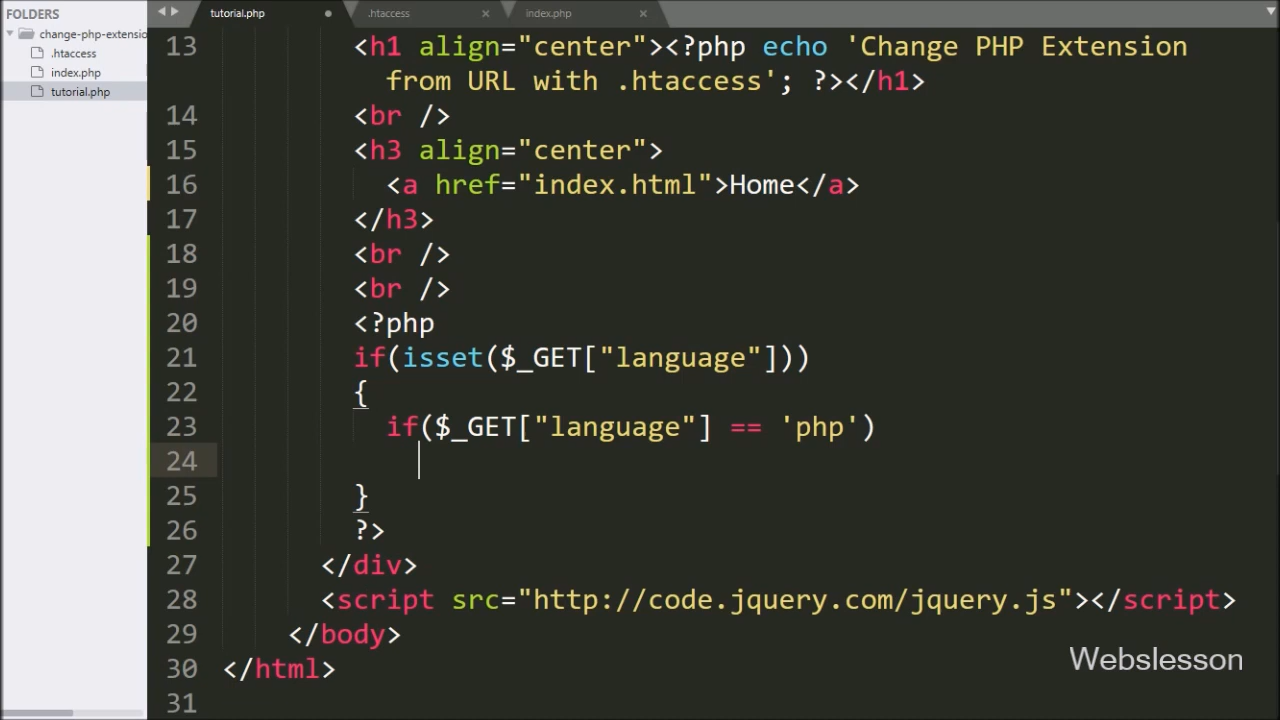 FOLDERS
change-php-extensio
.htaccess
index.php
tutorial.php
tutorial.php .htaccess index.php
13 <h1 align="center"><?php echo 'Change PHP Extension
from URL with .htaccess'; ?></h1>
14 <br />
15 <h3 align="center">
16 <a href="index.html">Home</a>
17 </h3>
18 <br />
19 <br />
20 <?php
21 if(isset($_GET["language"]))
22 {
23 if($_GET["language"] == 'php')
24
25 }
26 ?>
27 </div>
28 <script src="http://code.jquery.com/jquery.js"></script>
29 </body>
30 </html>
31
Webslesson